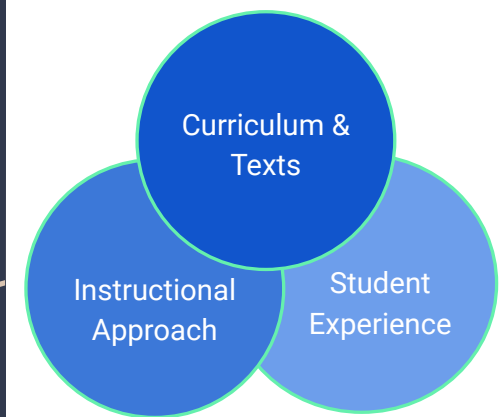 Curriculum &
Texts
Instructional
Approach
Student
Experience